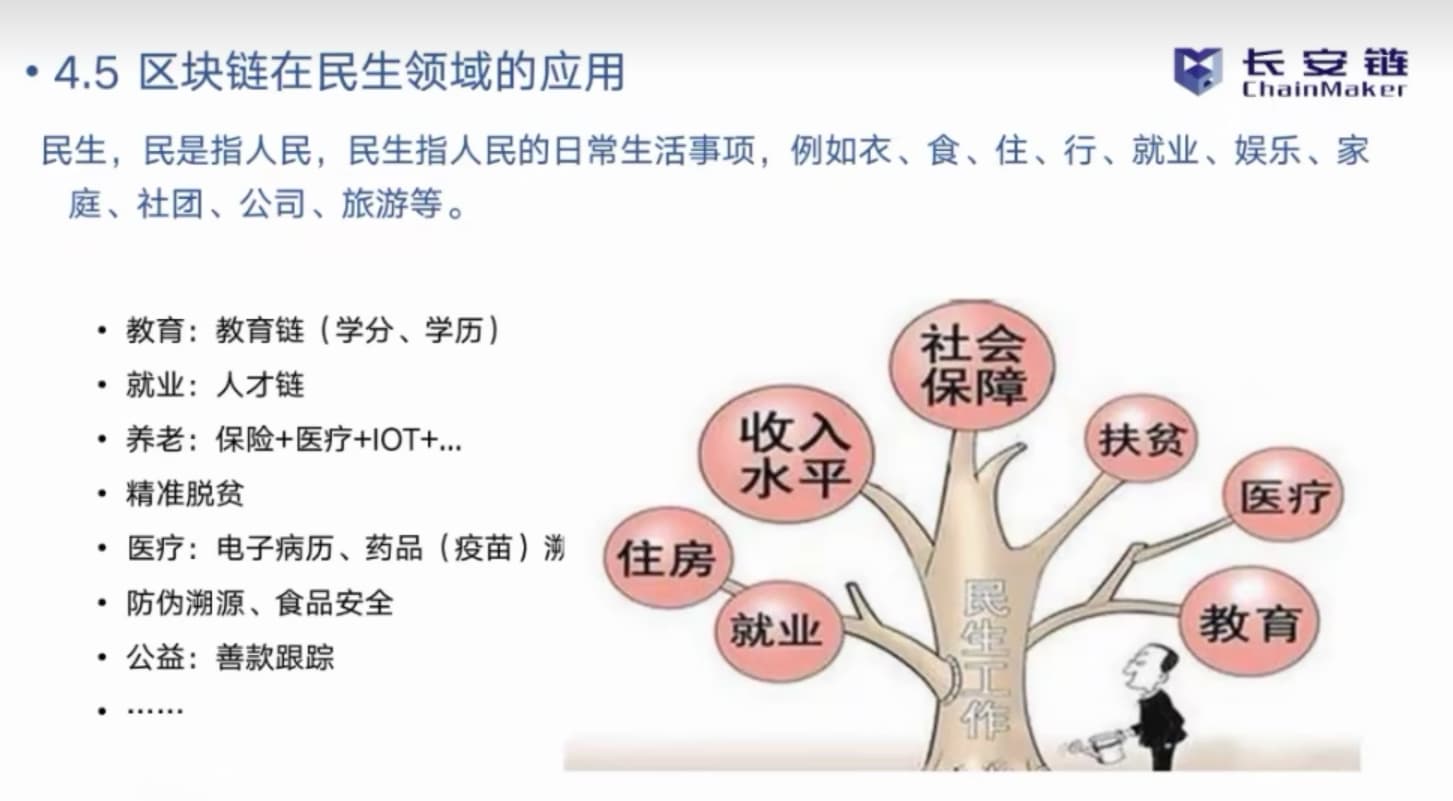 • 4.5 区块链在民生领域的应用
长安链
ChainMaker
民生，民是指人民，民生指人民的日常生活事项，例如衣、食、住、行、就业、娱乐、家
庭、社团、公司、旅游等。
• 教育：教育链（学分、学历）
• 就业：人才链
• 养老：保险+医疗+IOT+...
• 精准脱贫
• 医疗：电子病历、药品（疫苗）溯
• 防伪溯源、食品安全
• 公益：善款跟踪
• ……
社会
保障
收入
水平
扶贫
医疗
住房
就业
教育
民生工作